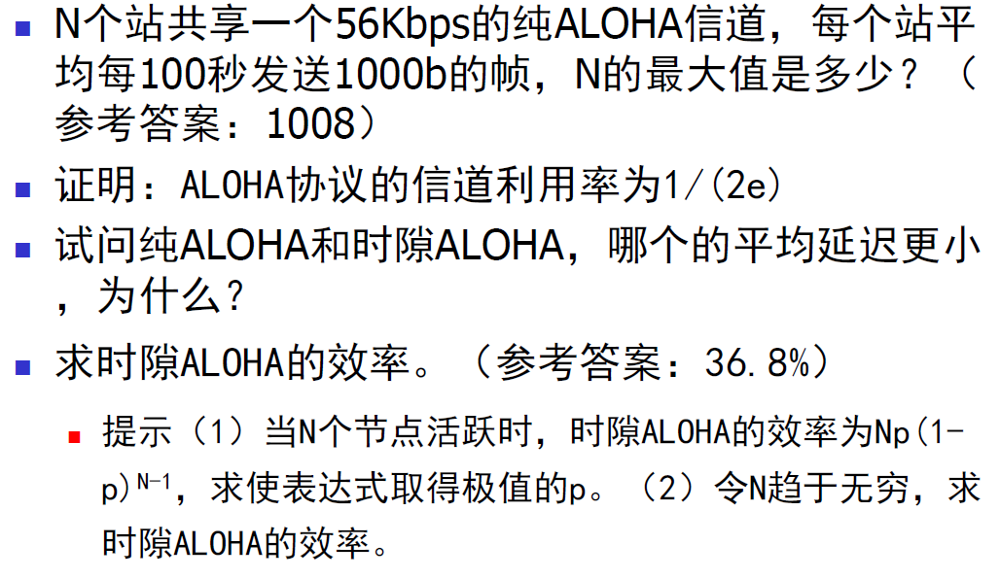 N个站共享一个56Kbps的纯ALOHA信道，每个站平
均每100秒发送1000b的帧，N的最大值是多少？（
参考答案：1008）
证明：ALOHA协议的信道利用率为1/(2e)
试问纯ALOHA和时隙ALOHA，哪个的平均延迟更小
，为什么？
求时隙ALOHA的效率。（参考答案：36.8%）
提示（1）当N个节点活跃时，时隙ALOHA的效率为Np(1-
p)N-1，求使表达式取得极值的p。（2）令N趋于无穷，求
时隙ALOHA的效率。